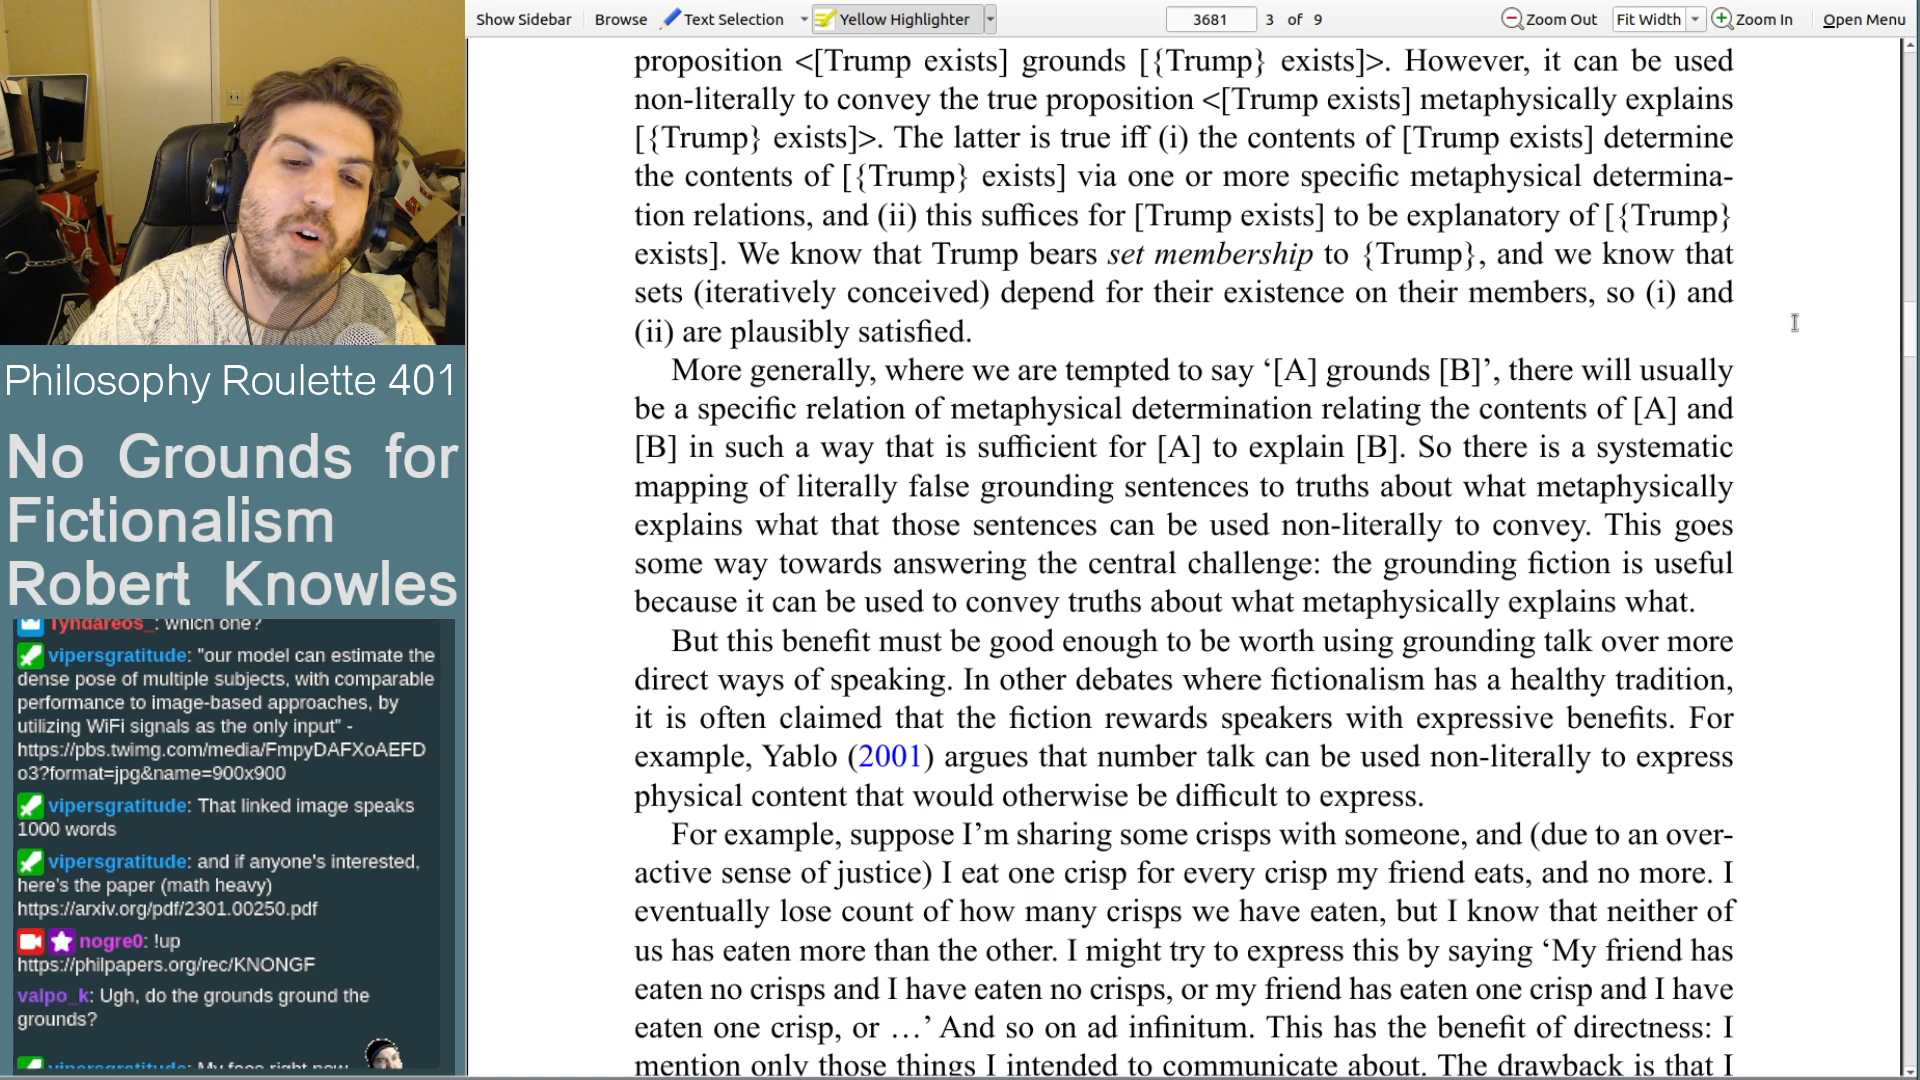 Show Sidebar Browse Text Selection Yellow Highlighter 3681 3 of 9 Zoom Out Fit Width Zoom In Open Menu
proposition <[Trump exists] grounds [{Trump} exists]>. However, it can be used
non-literally to convey the true proposition <[Trump exists] metaphysically explains
[{Trump} exists]>. The latter is true iff (i) the contents of [Trump exists] determine
the contents of [{Trump} exists] via one or more specific metaphysical determina-
tion relations, and (ii) this suffices for [Trump exists] to be explanatory of [{Trump}
exists]. We know that Trump bears set membership to {Trump}, and we know that
sets (iteratively conceived) depend for their existence on their members, so (i) and
(ii) are plausibly satisfied.
More generally, where we are tempted to say ‘[A] grounds [B]’, there will usually
be a specific relation of metaphysical determination relating the contents of [A] and
[B] in such a way that is sufficient for [A] to explain [B]. So there is a systematic
mapping of literally false grounding sentences to truths about what metaphysically
explains what that those sentences can be used non-literally to convey. This goes
some way towards answering the central challenge: the grounding fiction is useful
because it can be used to convey truths about what metaphysically explains what.
But this benefit must be good enough to be worth using grounding talk over more
direct ways of speaking. In other debates where fictionalism has a healthy tradition,
it is often claimed that the fiction rewards speakers with expressive benefits. For
example, Yablo (2001) argues that number talk can be used non-literally to express
physical content that would otherwise be difficult to express.
For example, suppose I’m sharing some crisps with someone, and (due to an over-
active sense of justice) I eat one crisp for every crisp my friend eats, and no more. I
eventually lose count of how many crisps we have eaten, but I know that neither of
us has eaten more than the other. I might try to express this by saying ‘My friend has
eaten no crisps and I have eaten no crisps, or my friend has eaten one crisp and I have
eaten one crisp, or …’ And so on ad infinitum. This has the benefit of directness: I
mention only those things I intended to communicate about. The drawback is that I
Philosophy Roulette 401
No Grounds for
Fictionalism
Robert Knowles
Tyndareos_: which one?
vipersgratitude: "our model can estimate the
dense pose of multiple subjects, with comparable
performance to image-based approaches, by
utilizing WiFi signals as the only input" -
https://pbs.twimg.com/media/FmpyDAFXoAEFD
o3?format=jpg&name=900x900
vipersgratitude: That linked image speaks
1000 words
vipersgratitude: and if anyone's interested,
here's the paper (math heavy)
https://arxiv.org/pdf/2301.00250.pdf
nogre0: !up
https://philpapers.org/rec/KNONGF
valpo_k: Ugh, do the grounds ground the
grounds?
vipersgratitude: My face right now